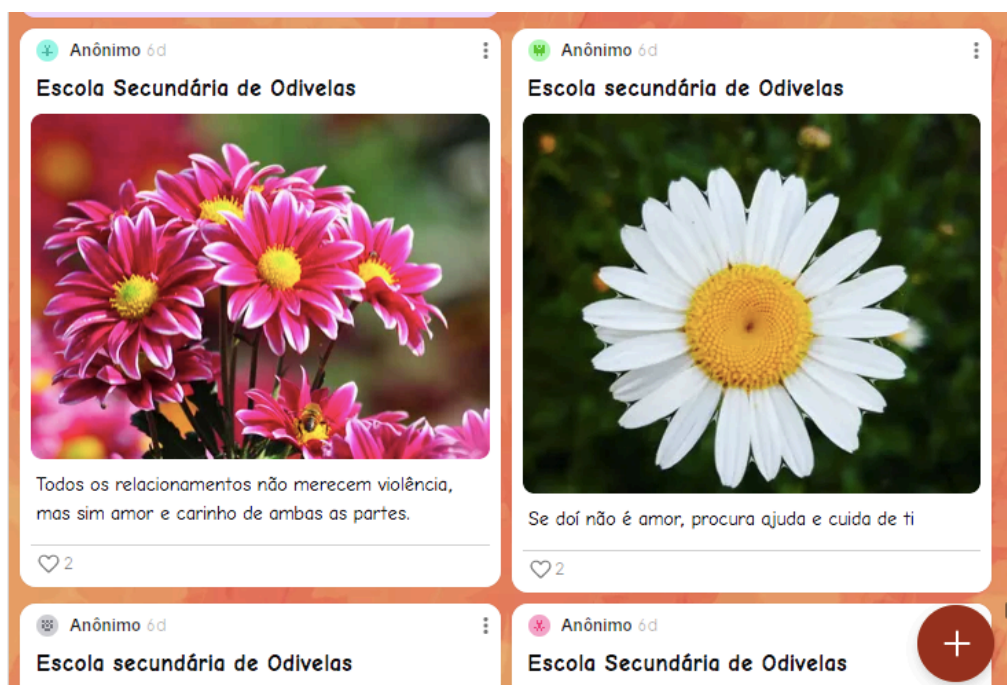 Anônimo 6d
Escola Secundária de Odivelas
Todos os relacionamentos não merecem violência,
mas sim amor e carinho de ambas as partes.
2
Anônimo 6d
Escola secundária de Odivelas
Se doí não é amor, procura ajuda e cuida de ti
2
Anônimo 6d
Escola secundária de Odivelas
Anônimo 6d
Escola Secundária de Odivelas